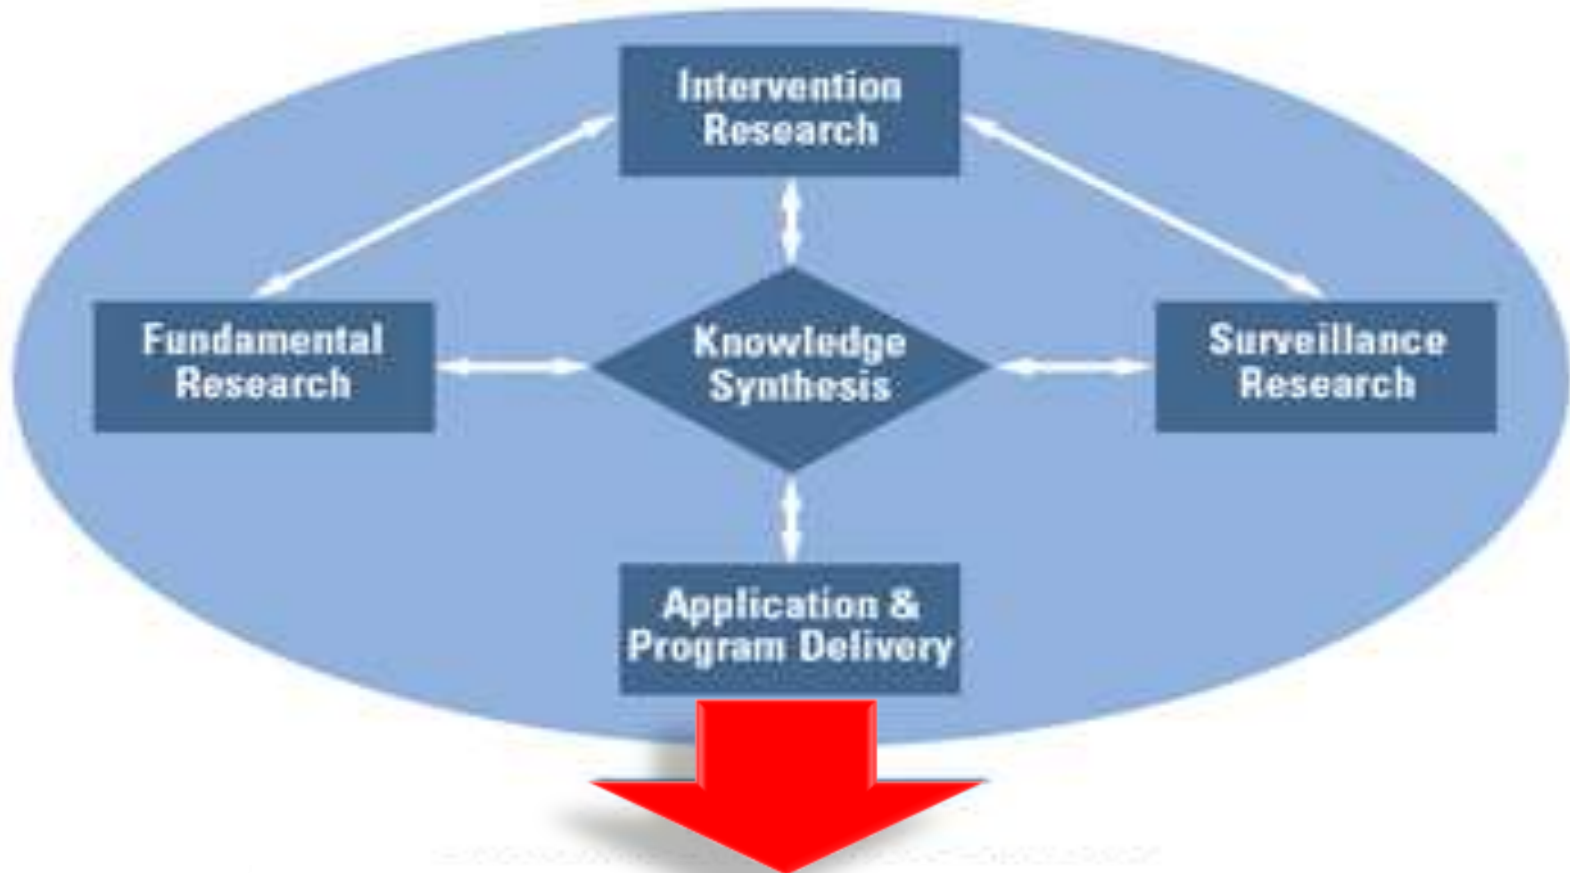 Intervention
Research
Fundamental
Research
Knowledge
Synthesis
Surveillance
Research
Application &
Program Delivery